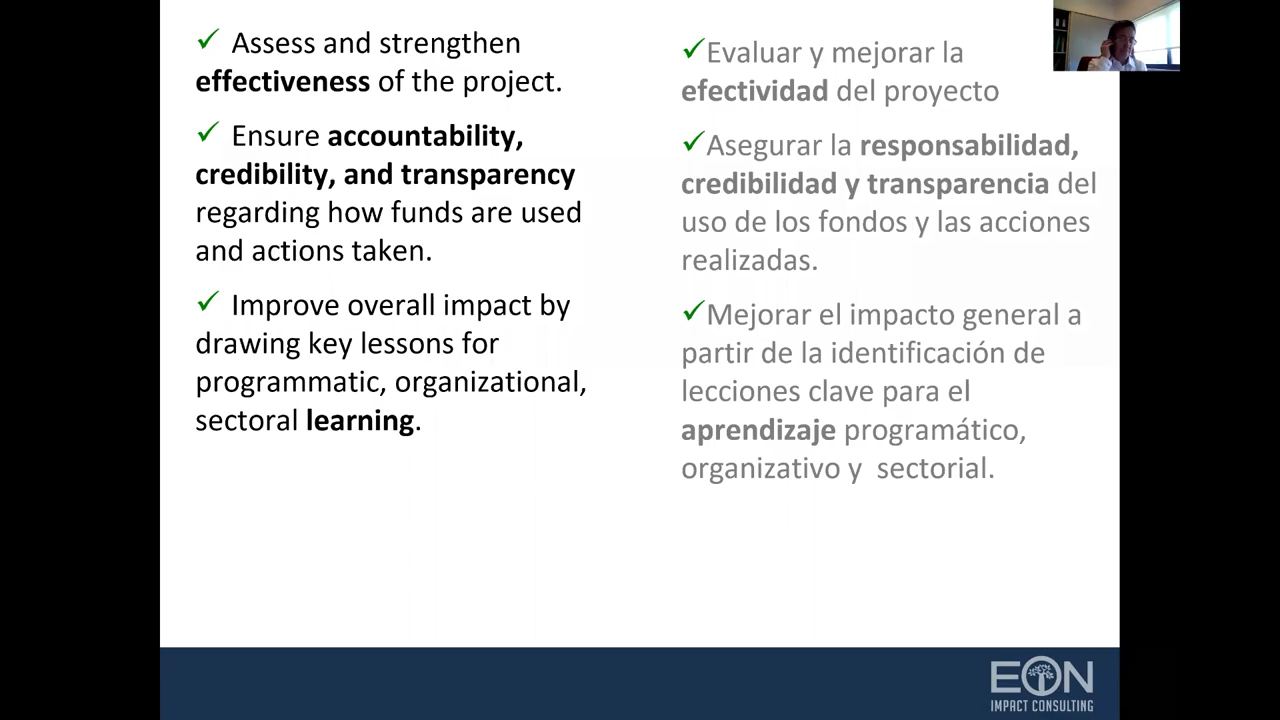 ✓ Assess and strengthen
effectiveness of the project.
✓ Ensure accountability,
credibility, and transparency
regarding how funds are used
and actions taken.
✓ Improve overall impact by
drawing key lessons for
programmatic, organizational,
sectoral learning.
✓Evaluar y mejorar la
efectividad del proyecto
✓Asegurar la responsabilidad,
credibilidad y transparencia del
uso de los fondos y las acciones
realizadas.
✓Mejorar el impacto general a
partir de la identificación de
lecciones clave para el
aprendizaje programático,
organizativo y  sectorial.
EON
IMPACT CONSULTING